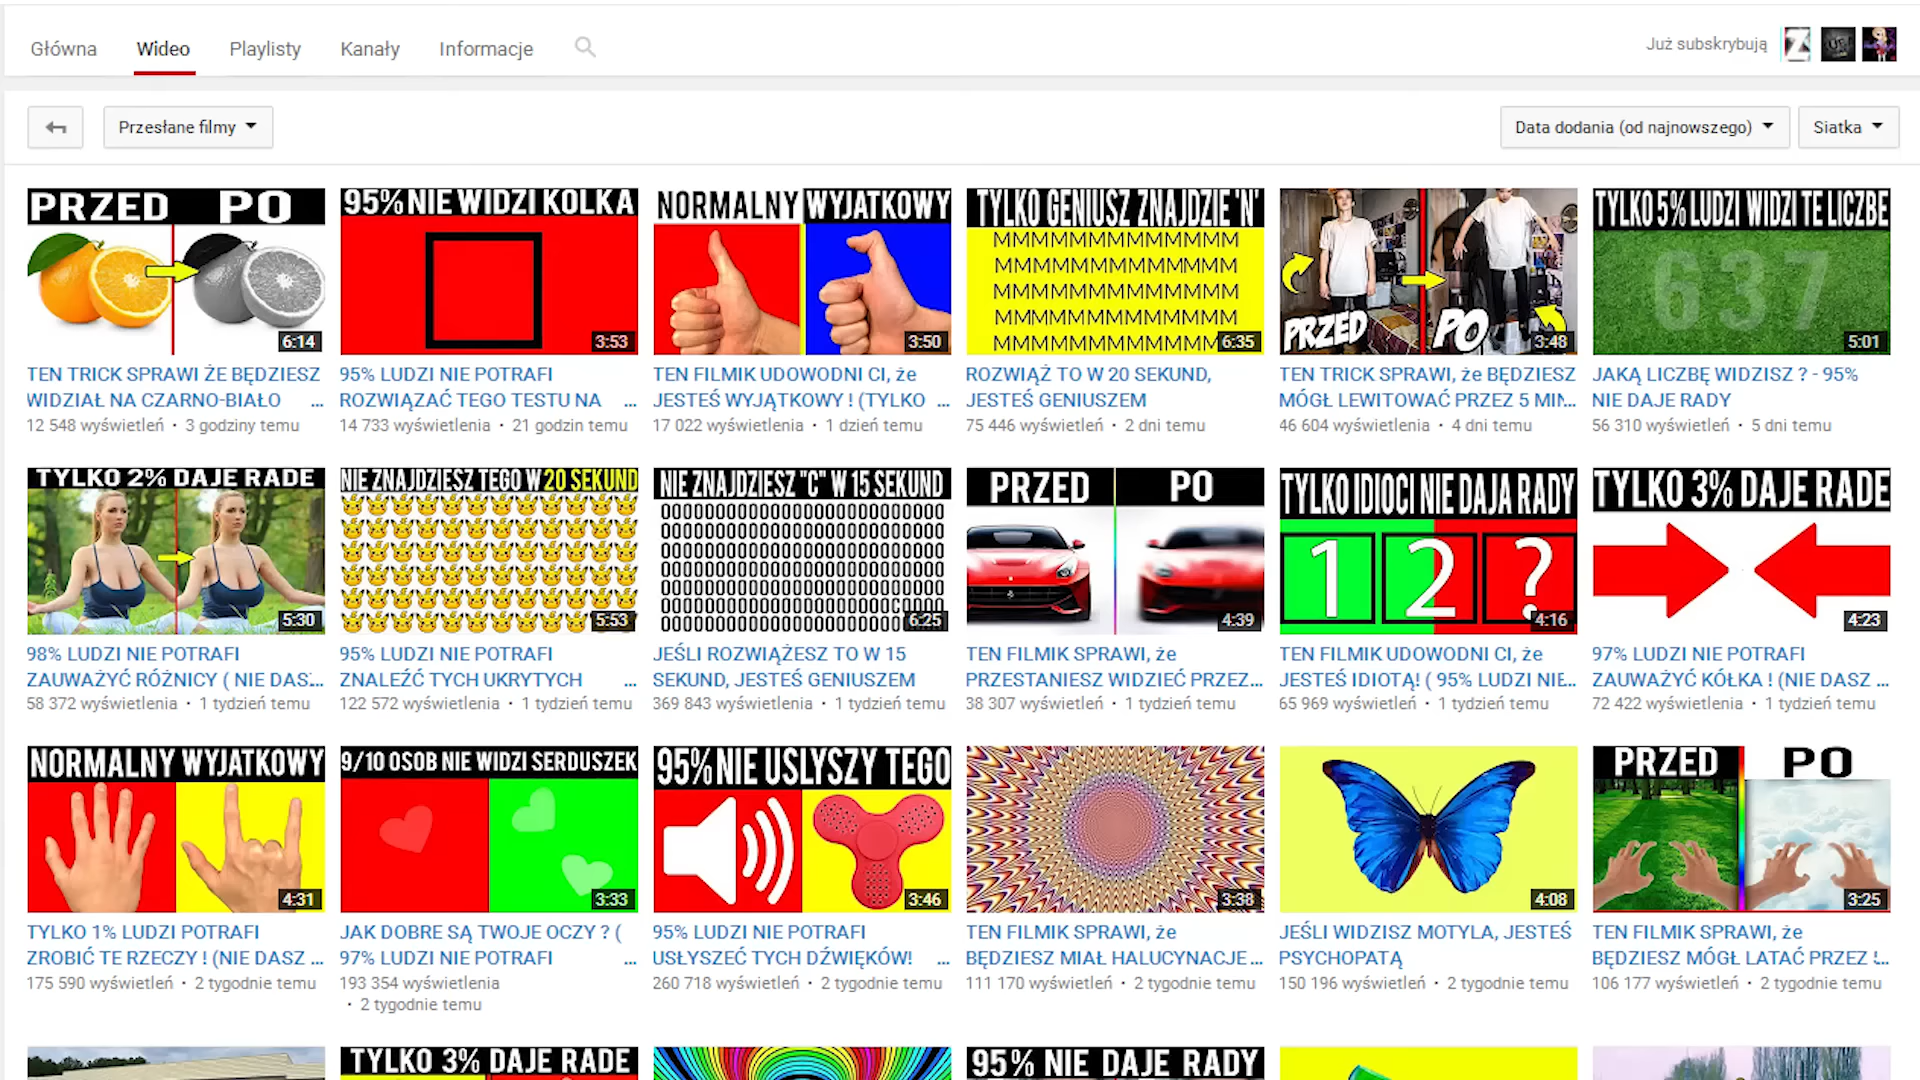 Główna
Wideo
Playlisty
Kanały
Informacje
Już subskrybują
Przesłane filmy
Data dodania (od najnowszego)
Siatka
PRZED PO
6:14
95% NIE WIDZI KOLKA
3:53
NORMALNY WYJATKOWY
3:50
TYLKO GENIUSZ ZNAJDZIE 'N'
MMMMMMMMMMMMM
MMMMMMMMMMMMM
MMMMMMMMMMMMM
MMMMMMMMMMMMM
6:35
PRZED PO
3:48
TYLKO 5% LUDZI WIDZI TE LICZBE
637
5:01
TEN TRICK SPRAWI ŻE BĘDZIESZ
WIDZIAŁ NA CZARNO-BIAŁO ...
12 548 wyświetleń • 3 godziny temu
95% LUDZI NIE POTRAFI
ROZWIĄZAĆ TEGO TESTU NA ...
14 733 wyświetlenia • 21 godzin temu
TEN FILMIK UDOWODNI CI, że
JESTEŚ WYJĄTKOWY ! (TYLKO ...
17 022 wyświetlenia • 1 dzień temu
ROZWIĄŻ TO W 20 SEKUND,
JESTEŚ GENIUSZEM
75 446 wyświetleń • 2 dni temu
TEN TRICK SPRAWI, że BĘDZIESZ
MÓGŁ LEWITOWAĆ PRZEZ 5 MIN...
46 604 wyświetlenia • 4 dni temu
JAKĄ LICZBĘ WIDZISZ ? - 95%
NIE DAJE RADY
56 310 wyświetleń • 5 dni temu
TYLKO 2% DAJE RADE
5:30
NIE ZNAJDZIESZ TEGO W 20 SEKUND
5:53
NIE ZNAJDZIESZ "C" W 15 SEKUND
6:25
PRZED PO
4:39
TYLKO IDIOCI NIE DAJA RADY
1 2 ?
4:16
TYLKO 3% DAJE RADE
4:23
98% LUDZI NIE POTRAFI
ZAUWAŻYĆ RÓŻNICY ( NIE DAS...
58 372 wyświetlenia • 1 tydzień temu
95% LUDZI NIE POTRAFI
ZNALEŹĆ TYCH UKRYTYCH ...
122 572 wyświetlenia • 1 tydzień temu
JEŚLI ROZWIĄŻESZ TO W 15
SEKUND, JESTEŚ GENIUSZEM
369 843 wyświetlenia • 1 tydzień temu
TEN FILMIK SPRAWI, że
PRZESTANIESZ WIDZIEĆ PRZEZ...
38 307 wyświetleń • 1 tydzień temu
TEN FILMIK UDOWODNI CI, że
JESTEŚ IDIOTĄ! ( 95% LUDZI NIE...
65 969 wyświetleń • 1 tydzień temu
97% LUDZI NIE POTRAFI
ZAUWAŻYĆ KÓŁKA ! (NIE DASZ ...
72 422 wyświetlenia • 1 tydzień temu
NORMALNY WYJATKOWY
4:31
9/10 OSOB NIE WIDZI SERDUSZEK
3:33
95% NIE USLYSZY TEGO
3:46
3:38
4:08
PRZED PO
3:25
TYLKO 1% LUDZI POTRAFI
ZROBIĆ TE RZECZY ! (NIE DASZ ...
175 590 wyświetleń • 2 tygodnie temu
JAK DOBRE SĄ TWOJE OCZY ? (
97% LUDZI NIE POTRAFI ...
193 354 wyświetlenia
• 2 tygodnie temu
95% LUDZI NIE POTRAFI
USŁYSZEĆ TYCH DŹWIĘKÓW! ...
260 718 wyświetleń • 2 tygodnie temu
TEN FILMIK SPRAWI, że
BĘDZIESZ MIAŁ HALUCYNACJE ...
111 170 wyświetleń • 2 tygodnie temu
JEŚLI WIDZISZ MOTYLA, JESTEŚ
PSYCHOPATĄ
150 196 wyświetleń • 2 tygodnie temu
TEN FILMIK SPRAWI, że
BĘDZIESZ MÓGŁ LATAĆ PRZEZ ...
106 177 wyświetleń • 2 tygodnie temu
TYLKO 3% DAJE RADE
95% NIE DAJE RADY